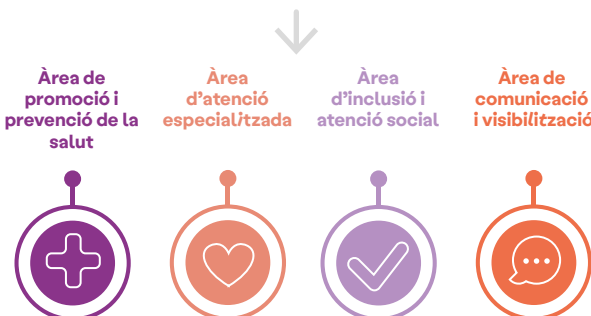 Àrea de
promoció i
prevenció de la
salut
Àrea
d'atenció
especialitzada
Àrea
d'inclusió i
atenció social
Àrea de
comunicació
i visibilització